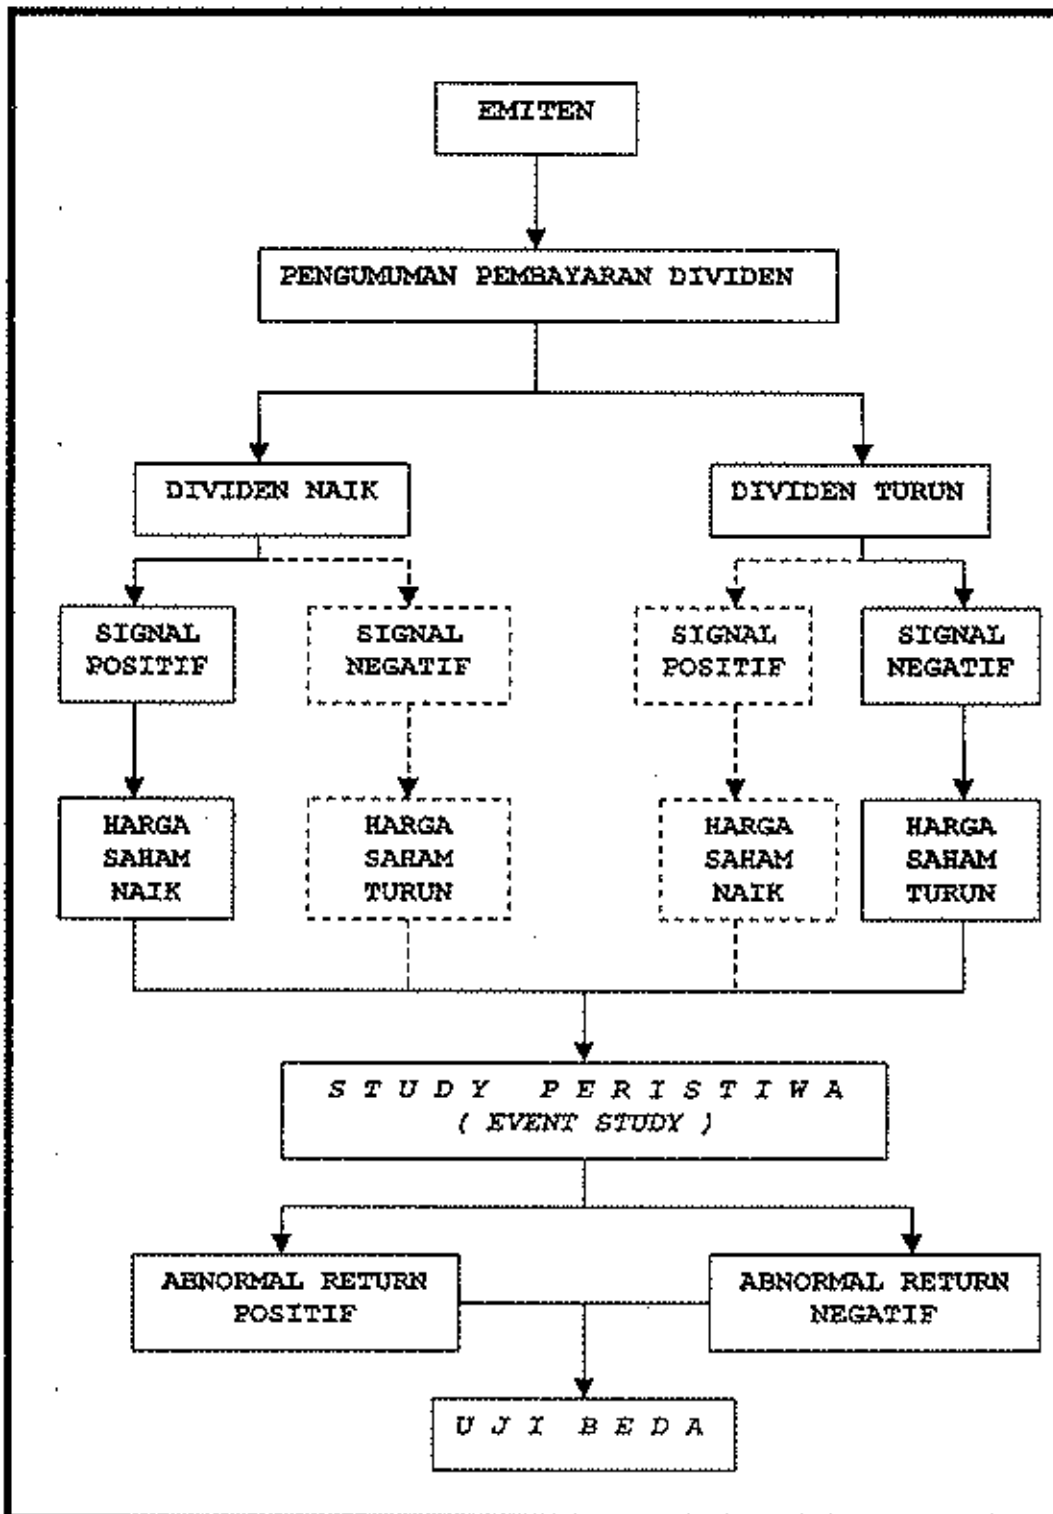 EMITEN
PENGUMUMAN PEMBAYARAN DIVIDEN
DIVIDEN NAIK
DIVIDEN TURUN
SIGNAL
POSITIF
SIGNAL
NEGATIF
SIGNAL
POSITIF
SIGNAL
NEGATIF
HARGA
SAHAM
NAIK
HARGA
SAHAM
TURUN
HARGA
SAHAM
NAIK
HARGA
SAHAM
TURUN
S T U D Y P E R I S T I W A
( EVENT STUDY )
ABNORMAL RETURN
POSITIF
ABNORMAL RETURN
NEGATIF
U J I B E D A